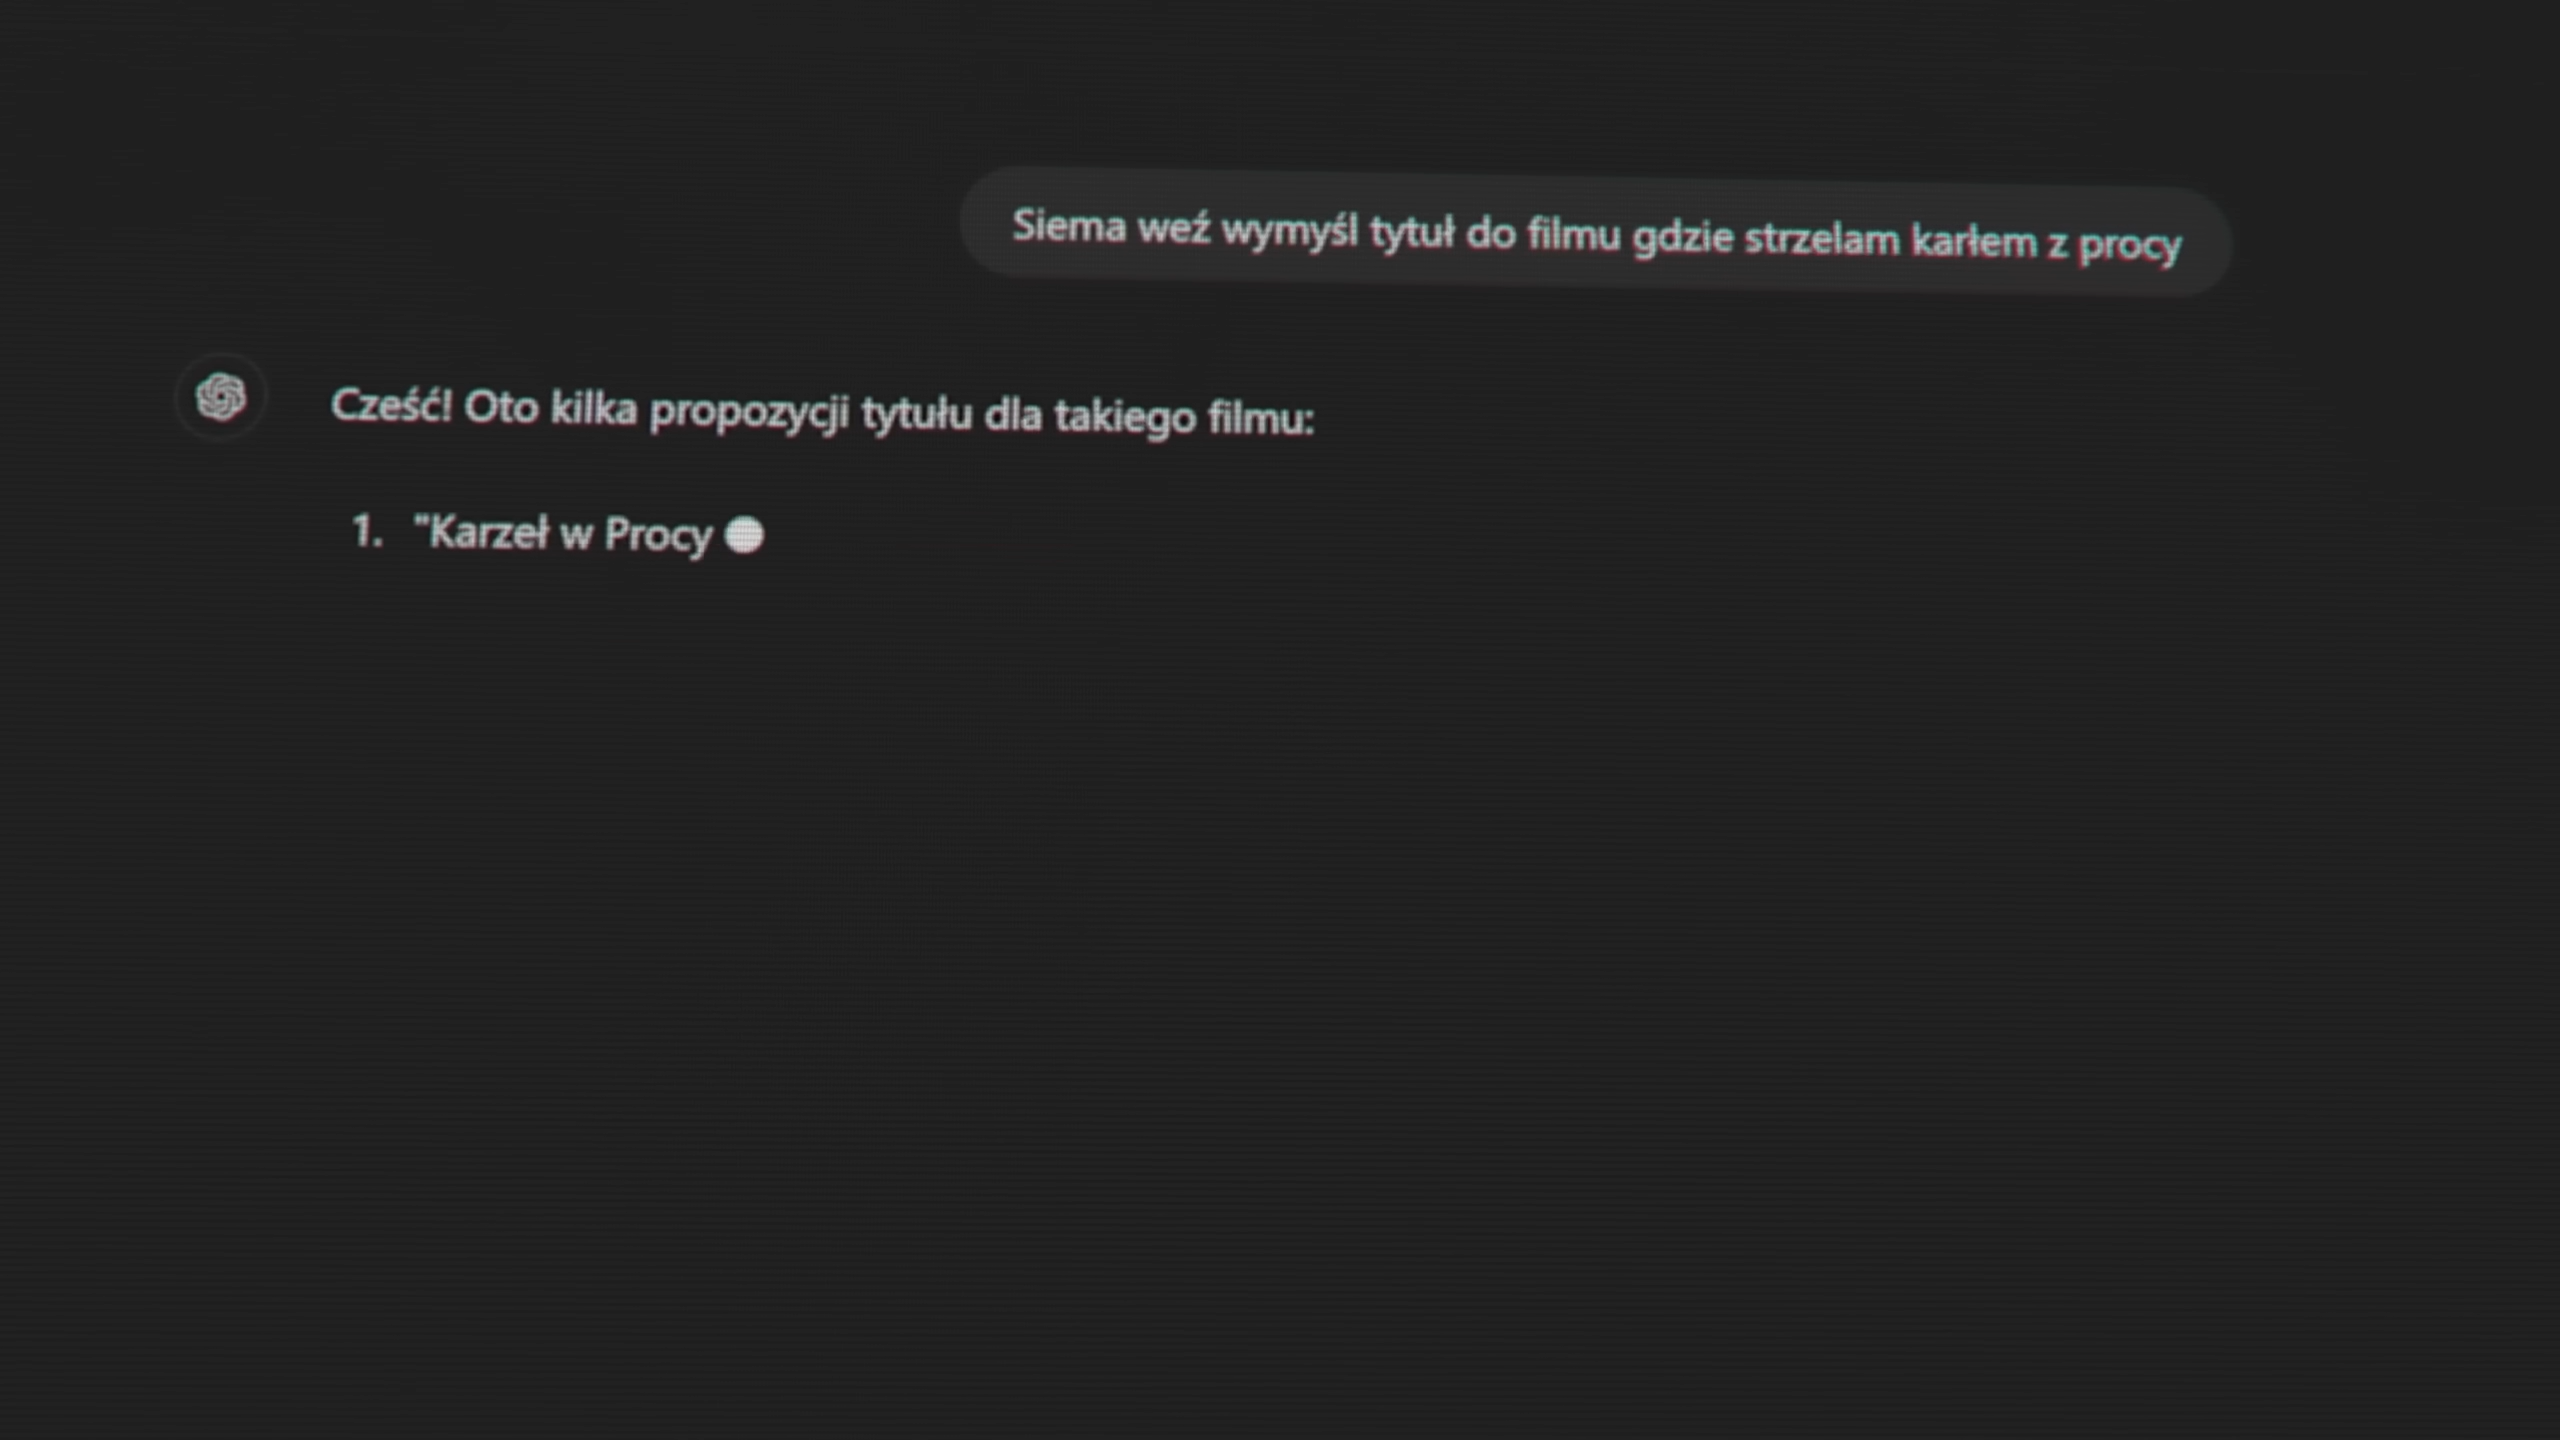 Siema weź wymyśl tytuł do filmu gdzie strzelam karłem z procy
Cześć! Oto kilka propozycji tytułu dla takiego filmu:
1. "Karzeł w Procy